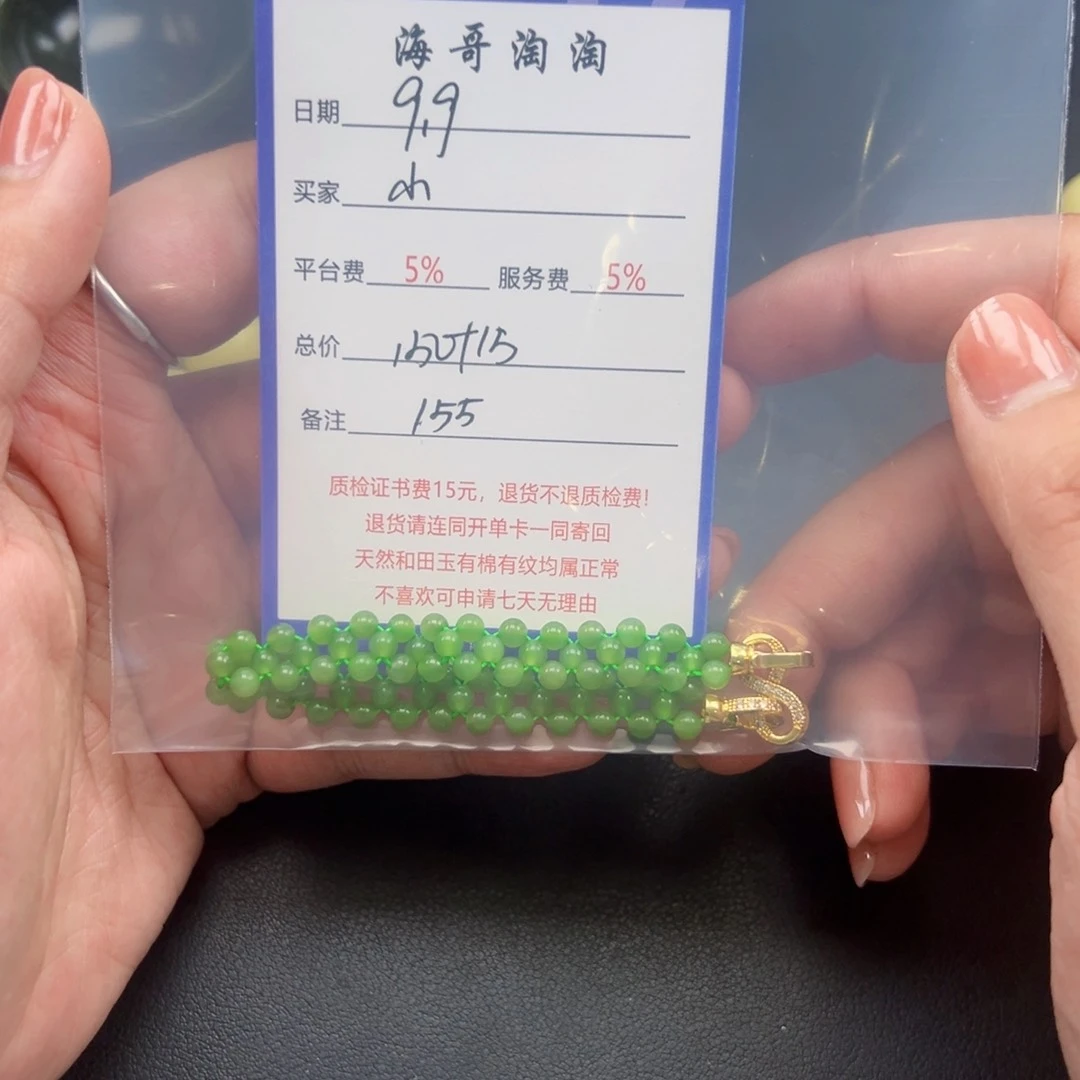 海哥淘淘
日期 9.9
买家 ch
平台费 5% 服务费 5%
总价 150+15
备注 155
质检证书费15元，退货不退质检费!
退货请连同开单卡一同寄回
天然和田玉有棉有纹均属正常
不喜欢可申请七天无理由